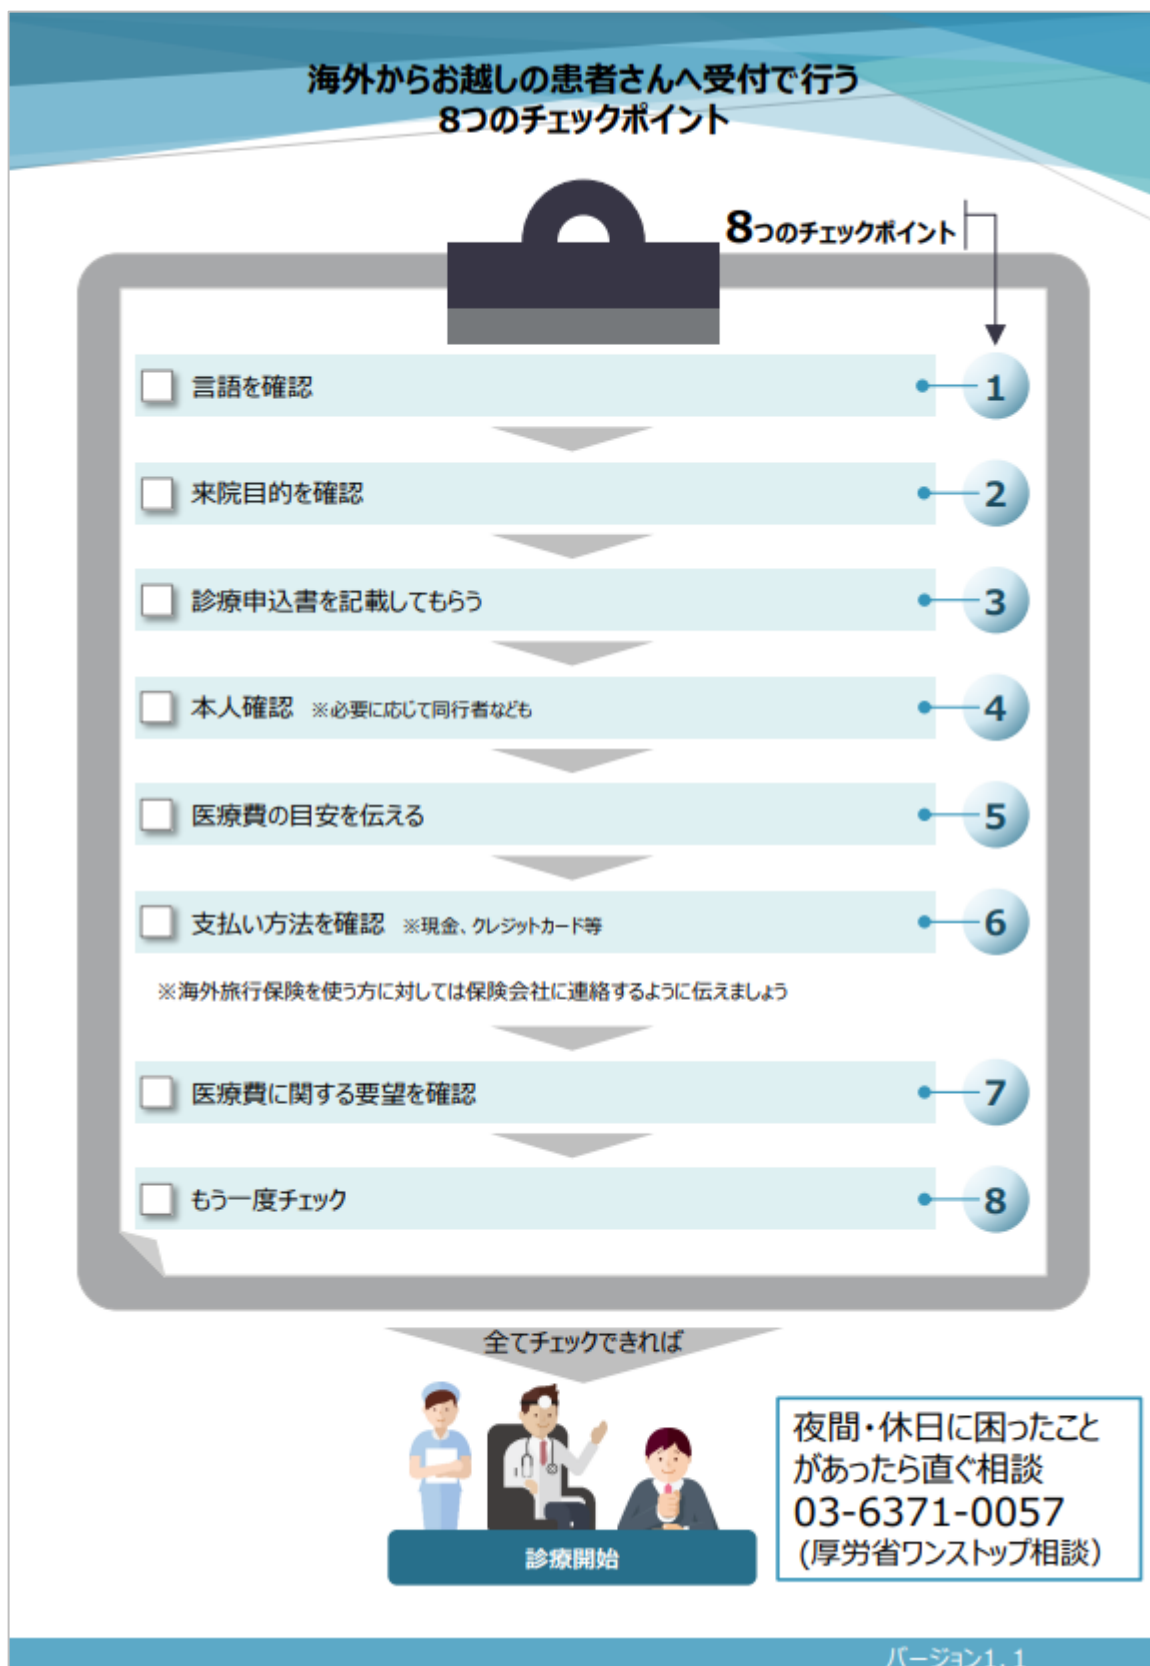 海外からお越しの患者さんへ受付で行う
8つのチェックポイント
8つのチェックポイント
言語を確認
1
来院目的を確認
2
診療申込書を記載してもらう
3
本人確認 ※必要に応じて同行者なども
4
医療費の目安を伝える
5
支払い方法を確認 ※現金、クレジットカード等
6
※海外旅行保険を使う方に対しては保険会社に連絡するように伝えましょう
医療費に関する要望を確認
7
もう一度チェック
8
全てチェックできれば
診療開始
夜間・休日に困ったこと
があったら直ぐ相談
03-6371-0057
(厚労省ワンストップ相談)
バージョン1.1